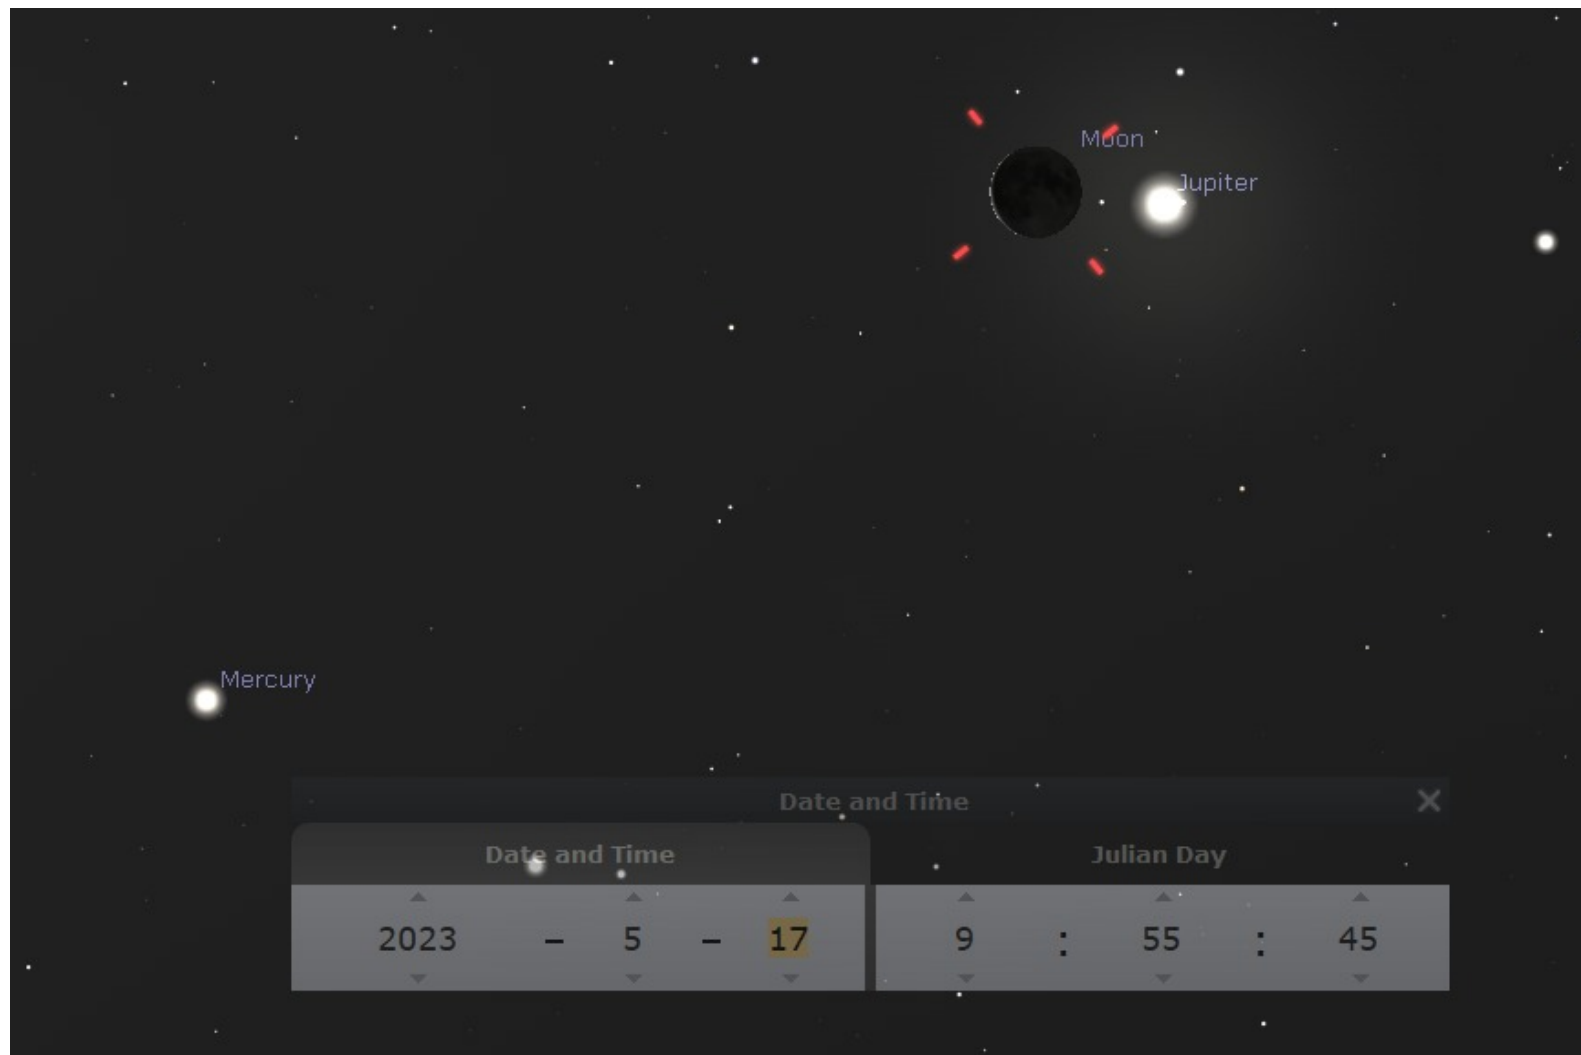 Moon
Jupiter
Mercury
Date and Time
Date and Time
Julian Day
2023 - 5 - 17 9 : 55 : 45